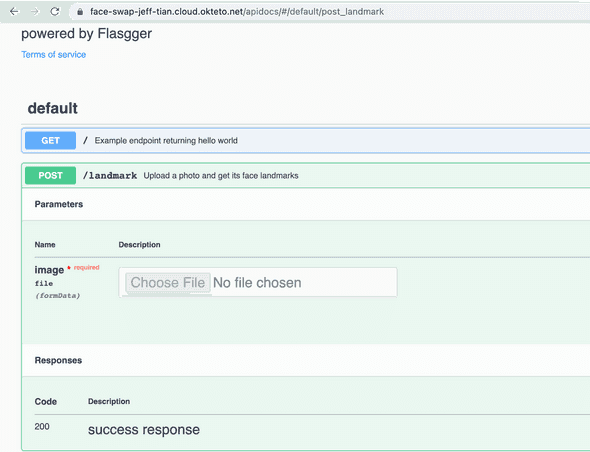 face-swap-jeff-tian.cloud.okteto.net/apidocs/#/default/post_landmark
powered by Flasgger
Terms of service
default
GET / Example endpoint returning hello world
POST /landmark Upload a photo and get its face landmarks
Parameters
Name Description
image * required
file
(formData)
Choose File No file chosen
Responses
Code Description
200 success response